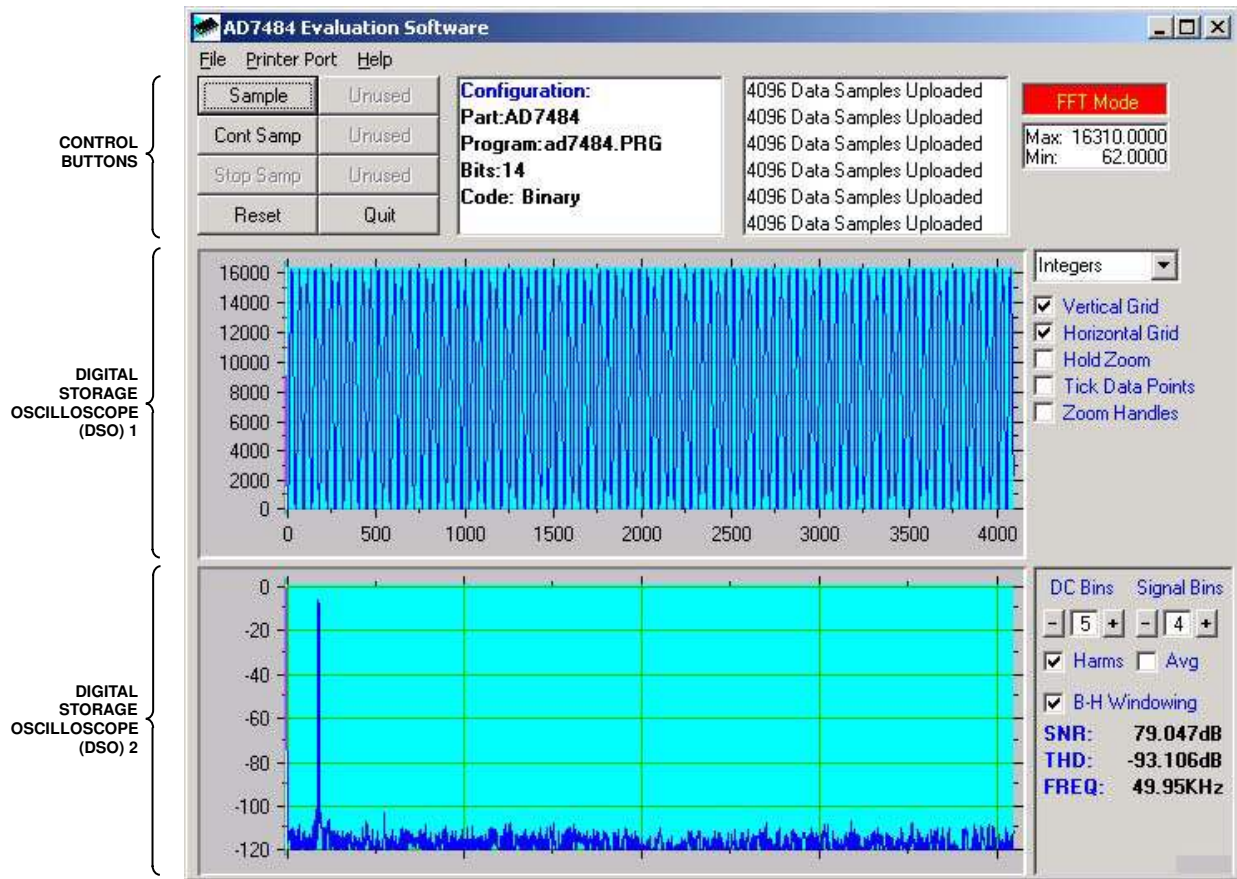 AD7484 Evaluation Software
File Printer Port Help
CONTROL
BUTTONS
Sample Unused
Cont Samp Unused
Stop Samp Unused
Reset Quit
Configuration:
Part:AD7484
Program:ad7484.PRG
Bits:14
Code: Binary
4096 Data Samples Uploaded
4096 Data Samples Uploaded
4096 Data Samples Uploaded
4096 Data Samples Uploaded
4096 Data Samples Uploaded
4096 Data Samples Uploaded
FFT Mode
Max: 16310.0000
Min: 62.0000
DIGITAL
STORAGE
OSCILLOSCOPE
(DSO) 1
16000
14000
12000
10000
8000
6000
4000
2000
0
0 500 1000 1500 2000 2500 3000 3500 4000
Integers
Vertical Grid
Horizontal Grid
Hold Zoom
Tick Data Points
Zoom Handles
DIGITAL
STORAGE
OSCILLOSCOPE
(DSO) 2
0
-20
-40
-60
-80
-100
-120
DC Bins Signal Bins
- 5 + - 4 +
Harms Avg
B-H Windowing
SNR: 79.047dB
THD: -93.106dB
FREQ: 49.95KHz